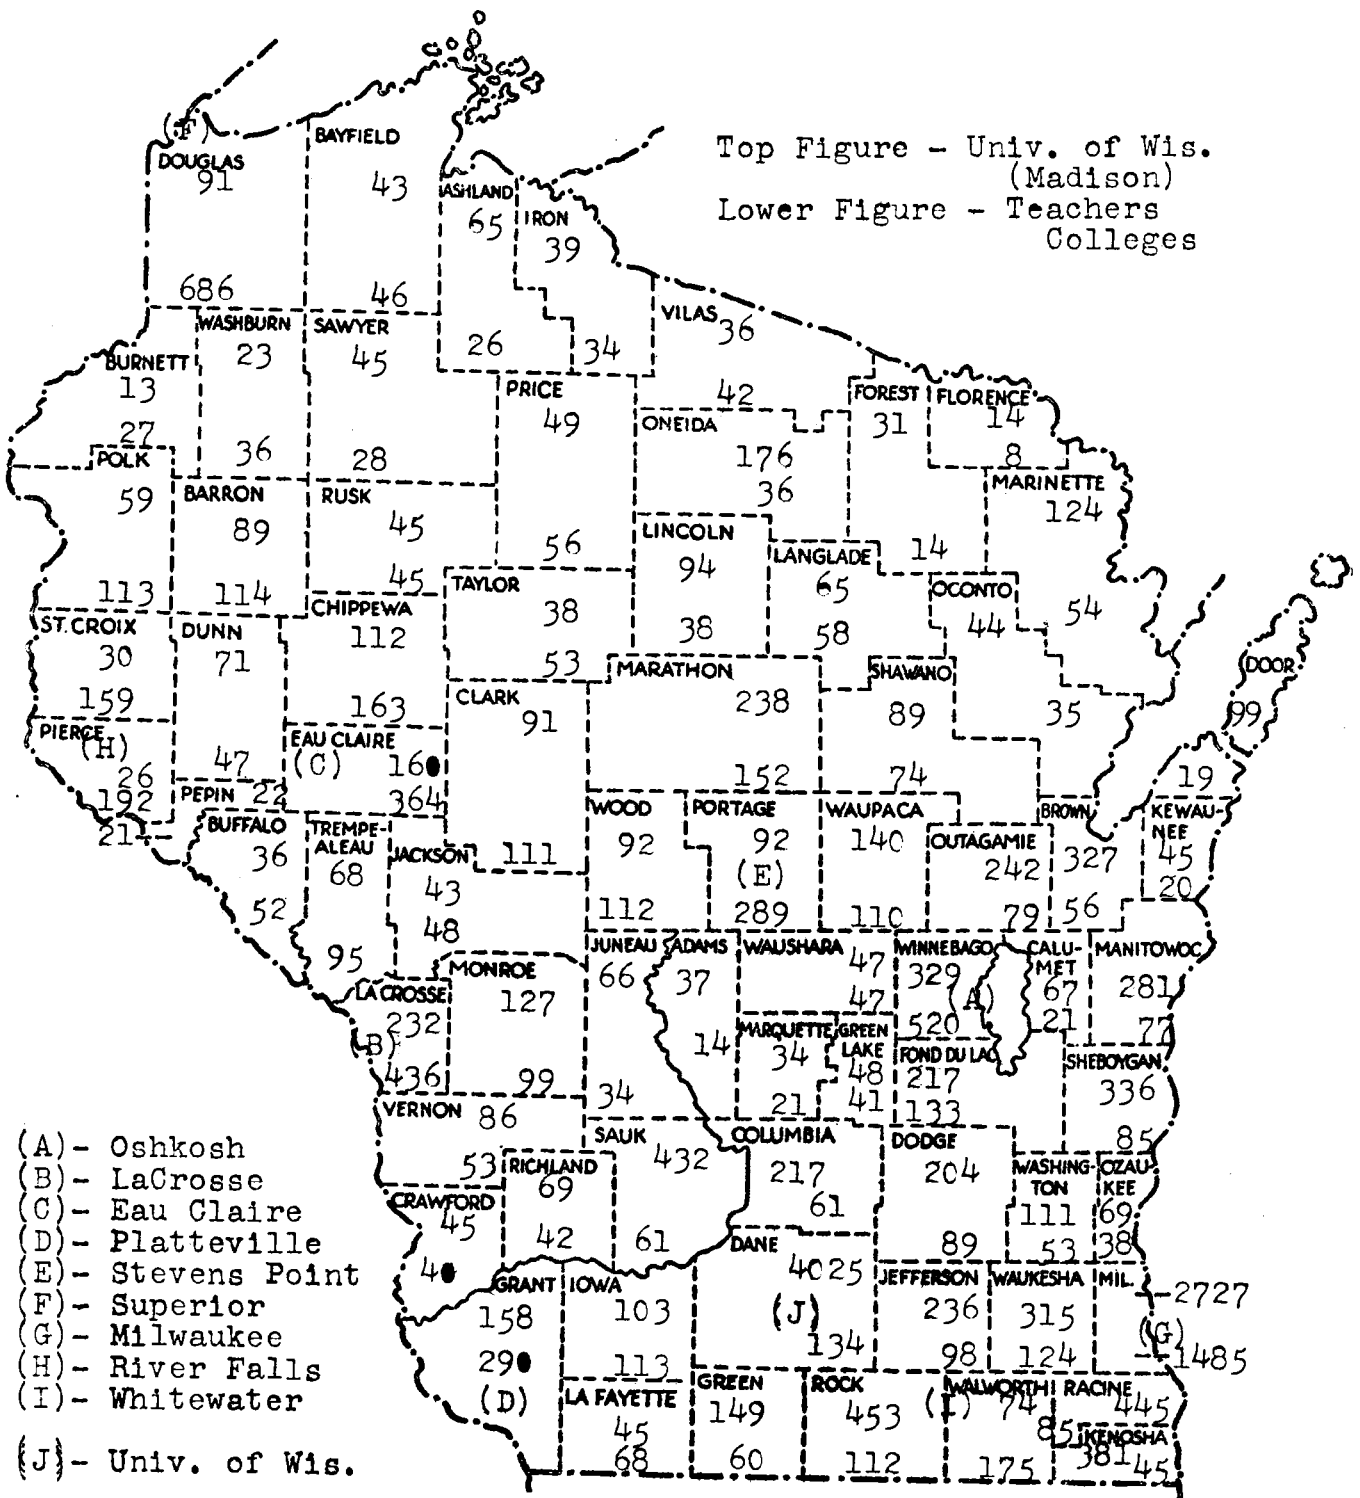 Top Figure - Univ. of Wis.
(Madison)
Lower Figure - Teachers
Colleges
(F)
DOUGLAS
91
686
BAYFIELD
43
46
ASHLAND
65
26
IRON
39
34
VILAS
36
42
WASHBURN
23
36
SAWYER
45
28
BURNETT
13
27
PRICE
49
56
ONEIDA
176
36
FOREST
31
14
FLORENCE
14
8
MARINETTE
124
54
POLK
59
113
BARRON
89
114
RUSK
45
45
LINCOLN
94
38
LANGLADE
65
58
TAYLOR
38
53
OCONTO
44
35
CHIPPEWA
112
163
ST. CROIX
30
159
DUNN
71
47
MARATHON
238
152
SHAWANO
89
74
DOOR
99
19
CLARK
91
111
PIERCE
(H)
26
192
EAU CLAIRE
(C)
16
364
PEPIN 22
21
BUFFALO
36
52
TREMPE-
ALEAU
68
95
JACKSON
43
48
WOOD
92
112
PORTAGE
92
(E)
289
WAUPACA
140
110
OUTAGAMIE
242
79
BROWN
327
56
KEWAU-
NEE
45
20
JUNEAU
66
34
ADAMS
37
14
WAUSHARA
47
47
WINNEBAGO
329
(A)
520
CALU-
MET
67
21
MANITOWOC
281
77
MONROE
127
99
LA CROSSE
232
(B)
436
MARQUETTE
34
21
GREEN
LAKE
48
41
FOND DU LAC
217
133
SHEBOYGAN
336
85
VERNON
86
53
SAUK
432
61
COLUMBIA
217
61
DODGE
204
89
WASHING-
TON
111
53
OZAU-
KEE
69
38
RICHLAND
69
42
CRAWFORD
45
4
DANE
4025
(J)
134
GRANT
158
29
(D)
IOWA
103
113
JEFFERSON
236
98
WAUKESHA
315
124
MIL.
2727
(G)
1485
LA FAYETTE
45
68
GREEN
149
60
ROCK
453
112
(I)
WALWORTH
74
175
RACINE
445
85
KENOSHA
381
45
(A)- Oshkosh
(B)- LaCrosse
(C)- Eau Claire
(D)- Platteville
(E)- Stevens Point
(F)- Superior
(G)- Milwaukee
(H)- River Falls
(I)- Whitewater
(J)- Univ. of Wis.